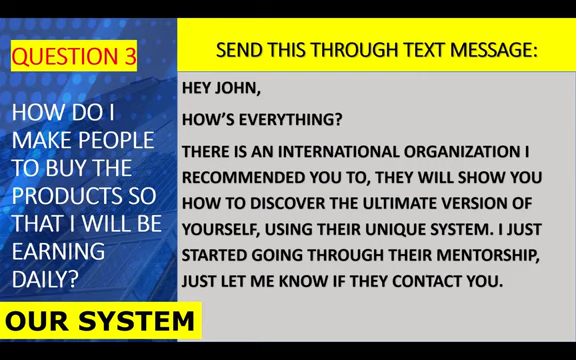 QUESTION 3
HOW DO I
MAKE PEOPLE
TO BUY THE
PRODUCTS SO
THAT I WILL BE
EARNING
DAILY?
OUR SYSTEM
SEND THIS THROUGH TEXT MESSAGE:
HEY JOHN,
HOW'S EVERYTHING?
THERE IS AN INTERNATIONAL ORGANIZATION I
RECOMMENDED YOU TO, THEY WILL SHOW YOU
HOW TO DISCOVER THE ULTIMATE VERSION OF
YOURSELF, USING THEIR UNIQUE SYSTEM. I JUST
STARTED GOING THROUGH THEIR MENTORSHIP,
JUST LET ME KNOW IF THEY CONTACT YOU.